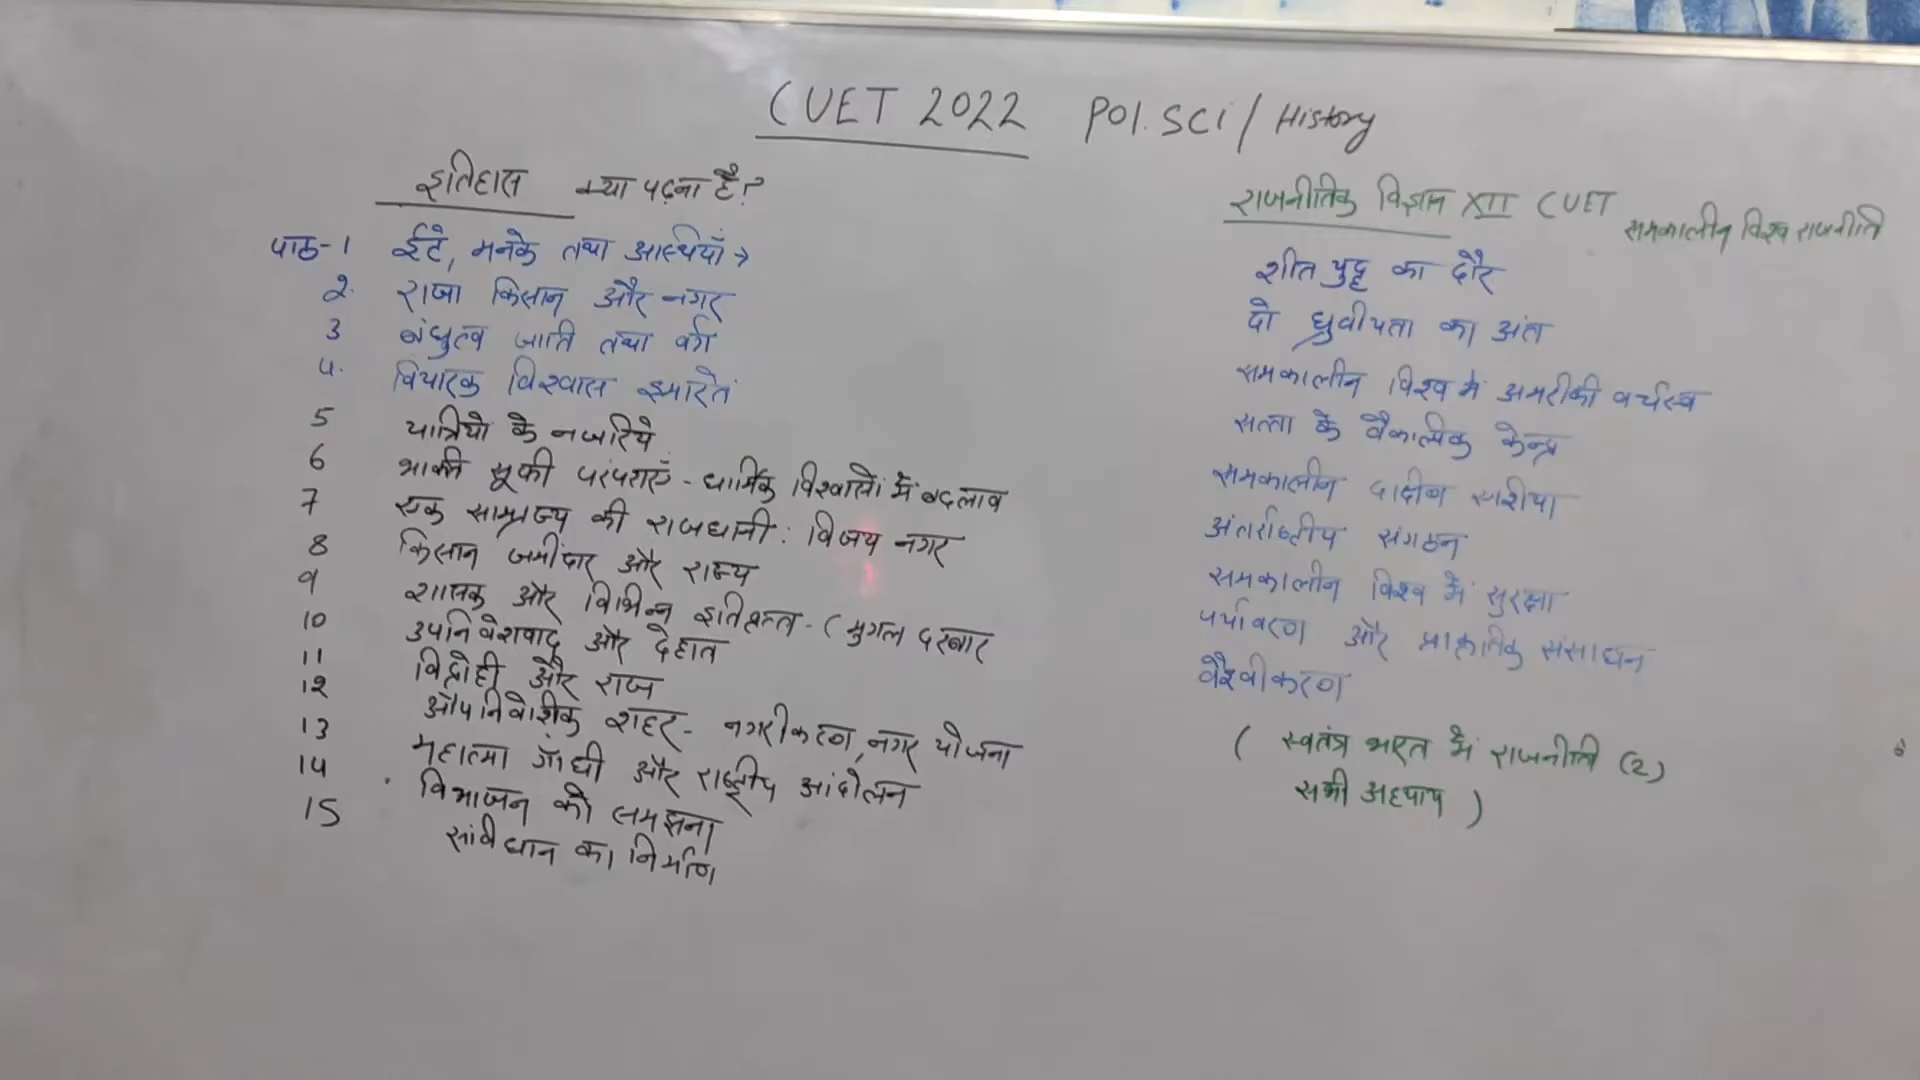 CUET 2022 Pol. Sci / History
इतिहास क्या पढ़ना है?
पाठ-1 ईंटे, मनके तथा अस्थियाँ →
2. राजा किसान और नगर
3 बंधुत्व जाति तथा वर्ग
4. विचारक विश्वास इमारतें
5 यात्रियों के नजरिये
6 भक्ति सूफी परंपराएँ - धार्मिक विश्वासों में बदलाव
7 एक साम्राज्य की राजधानी : विजय नगर
8 किसान जमींदार और राज्य
9 शासक और विभिन्न इतिवृत्त - (मुगल दरबार
10 उपनिवेशवाद और देहात
11 विद्रोही और राज
12 औपनिवेशिक शहर - नगरीकरण, नगर योजना
13 महात्मा गाँधी और राष्ट्रीय आंदोलन
14 विभाजन को समझना
15 संविधान का निर्माण
राजनीतिक विज्ञान XII CUET
समकालीन विश्व राजनीति
शीत युद्ध का दौर
दो ध्रुवीयता का अंत
समकालीन विश्व में अमरीकी वर्चस्व
सत्ता के वैकल्पिक केन्द्र
समकालीन दक्षिण एशिया
अंतर्राष्ट्रीय संगठन
समकालीन विश्व में सुरक्षा
पर्यावरण और प्राकृतिक संसाधन
वैश्वीकरण
( स्वतंत्र भारत में राजनीति (2)
सभी अध्याय )